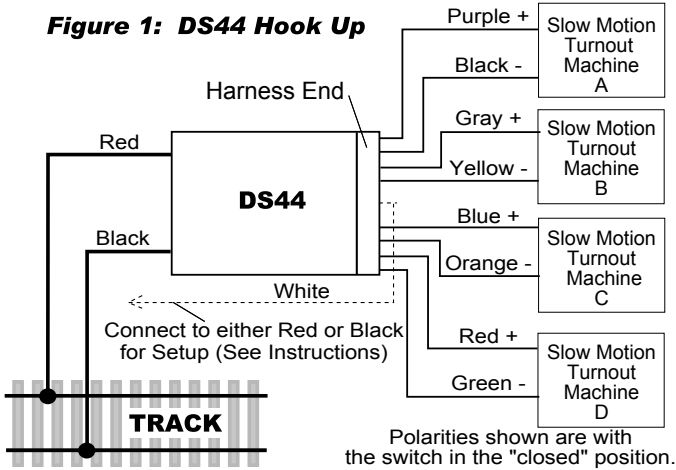 Figure 1: DS44 Hook Up
Purple +
Black -
Slow Motion
Turnout
Machine
A
Harness End
Gray +
Yellow -
Slow Motion
Turnout
Machine
B
Red
Black
DS44
Blue +
Orange -
Slow Motion
Turnout
Machine
C
White
Connect to either Red or Black
for Setup (See Instructions)
Red +
Green -
Slow Motion
Turnout
Machine
D
TRACK
Polarities shown are with
the switch in the "closed" position.